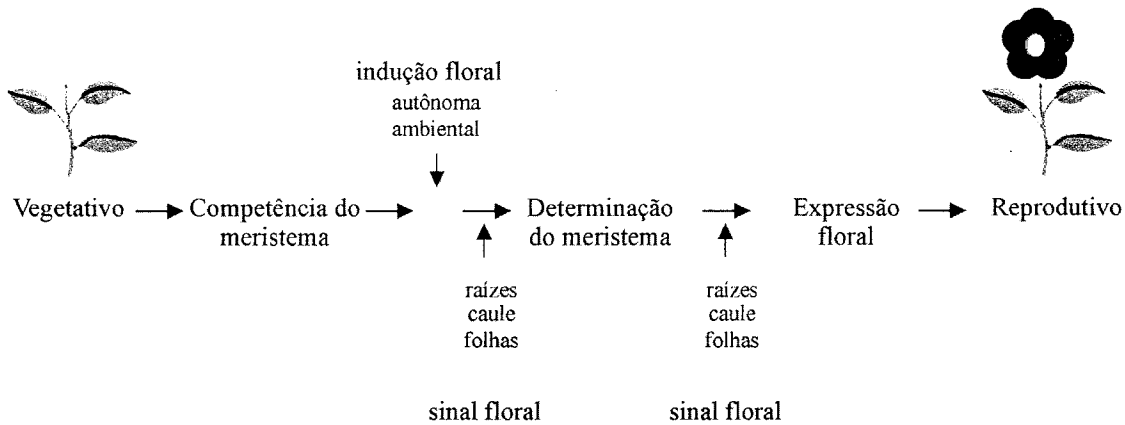 indução floral
autônoma
ambiental
Vegetativo
Competência do
meristema
Determinação
do meristema
Expressão
floral
Reprodutivo
raízes
caule
folhas
raízes
caule
folhas
sinal floral
sinal floral